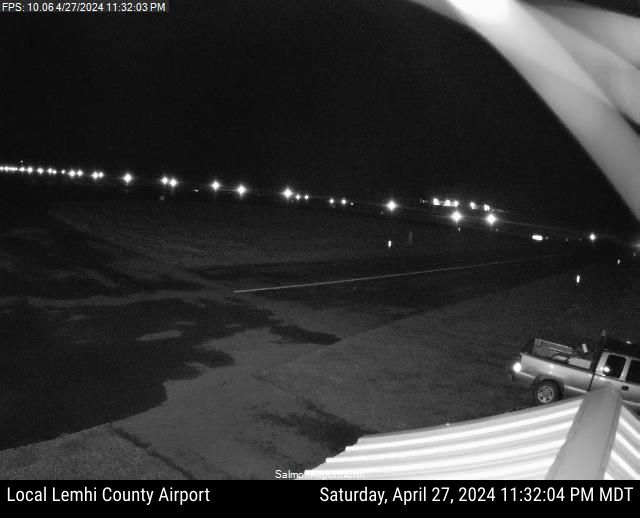 FPS: 10.06 4/27/2024 11:32:03 PM
Local Lemhi County Airport
Saturday, April 27, 2024 11:32:04 PM MDT